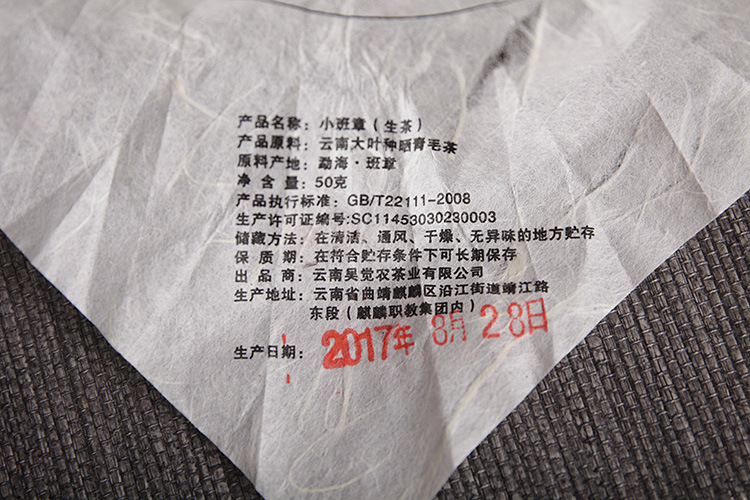 产品名称：小班章（生茶）
产品原料：云南大叶种晒青毛茶
原料产地：勐海·班章
净 含 量：50克
产品执行标准：GB/T22111-2008
生产许可证编号:SC11453030230003
储藏方法：在清洁、通风、干燥、无异味的地方贮存
保 质 期：在符合贮存条件下可长期保存
出 品 商：云南吴觉农茶业有限公司
生产地址：云南省曲靖麒麟区沿江街道靖江路
东段（麒麟职教集团内）
生产日期：2017年 8月 28日